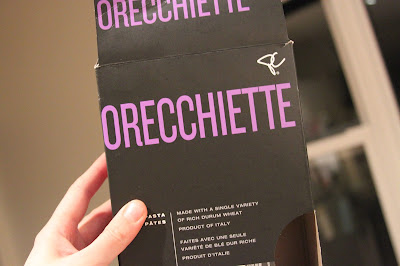 ORECCHIETTE
PC
ORECCHIETTE
PASTA
PÂTES
MADE WITH A SINGLE VARIETY
OF RICH DURUM WHEAT
PRODUCT OF ITALY
FAITES AVEC UNE SEULE
VARIÉTÉ DE BLÉ DUR RICHE
PRODUIT D'ITALIE